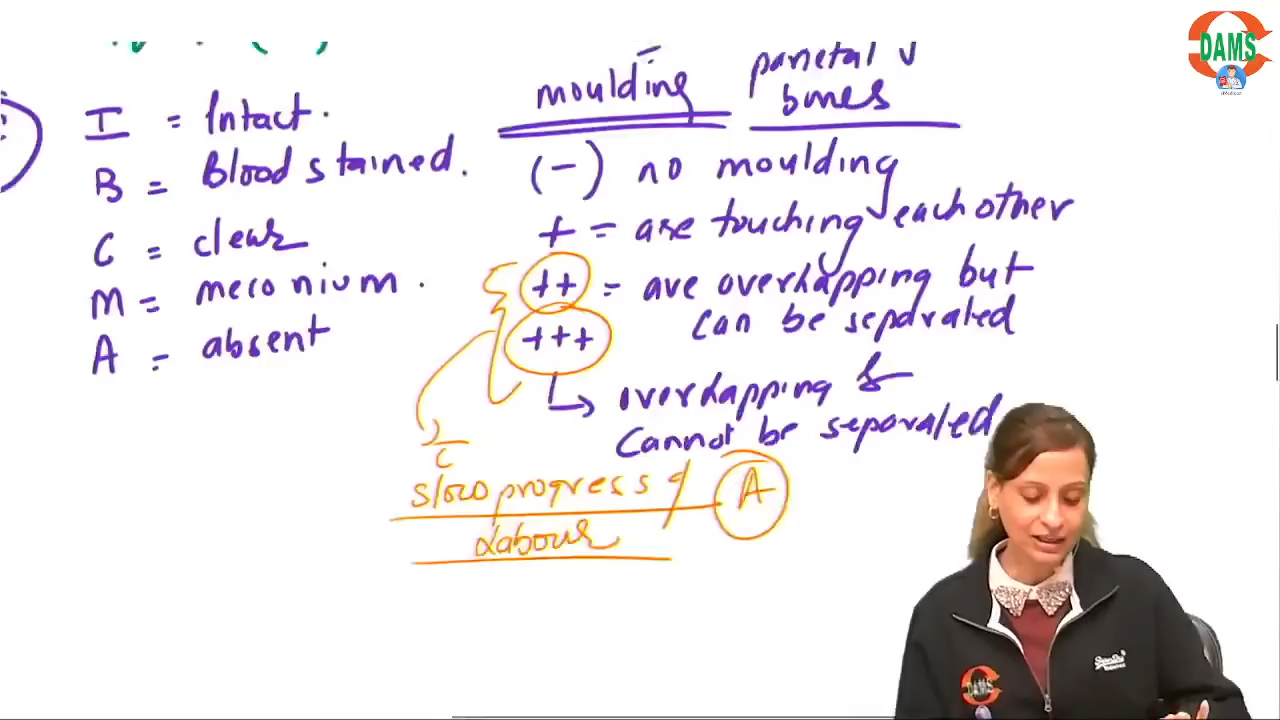 DAMS
I = Intact.
B = Blood stained.
C = clear
M = meconium.
A = absent
moulding
parietal
bones
(-) no moulding
+ = are touching each other
++ = are overlapping but
can be separated
+++
↳ overlapping &
cannot be separated
c
slow progress of
Labour
A
DAMS